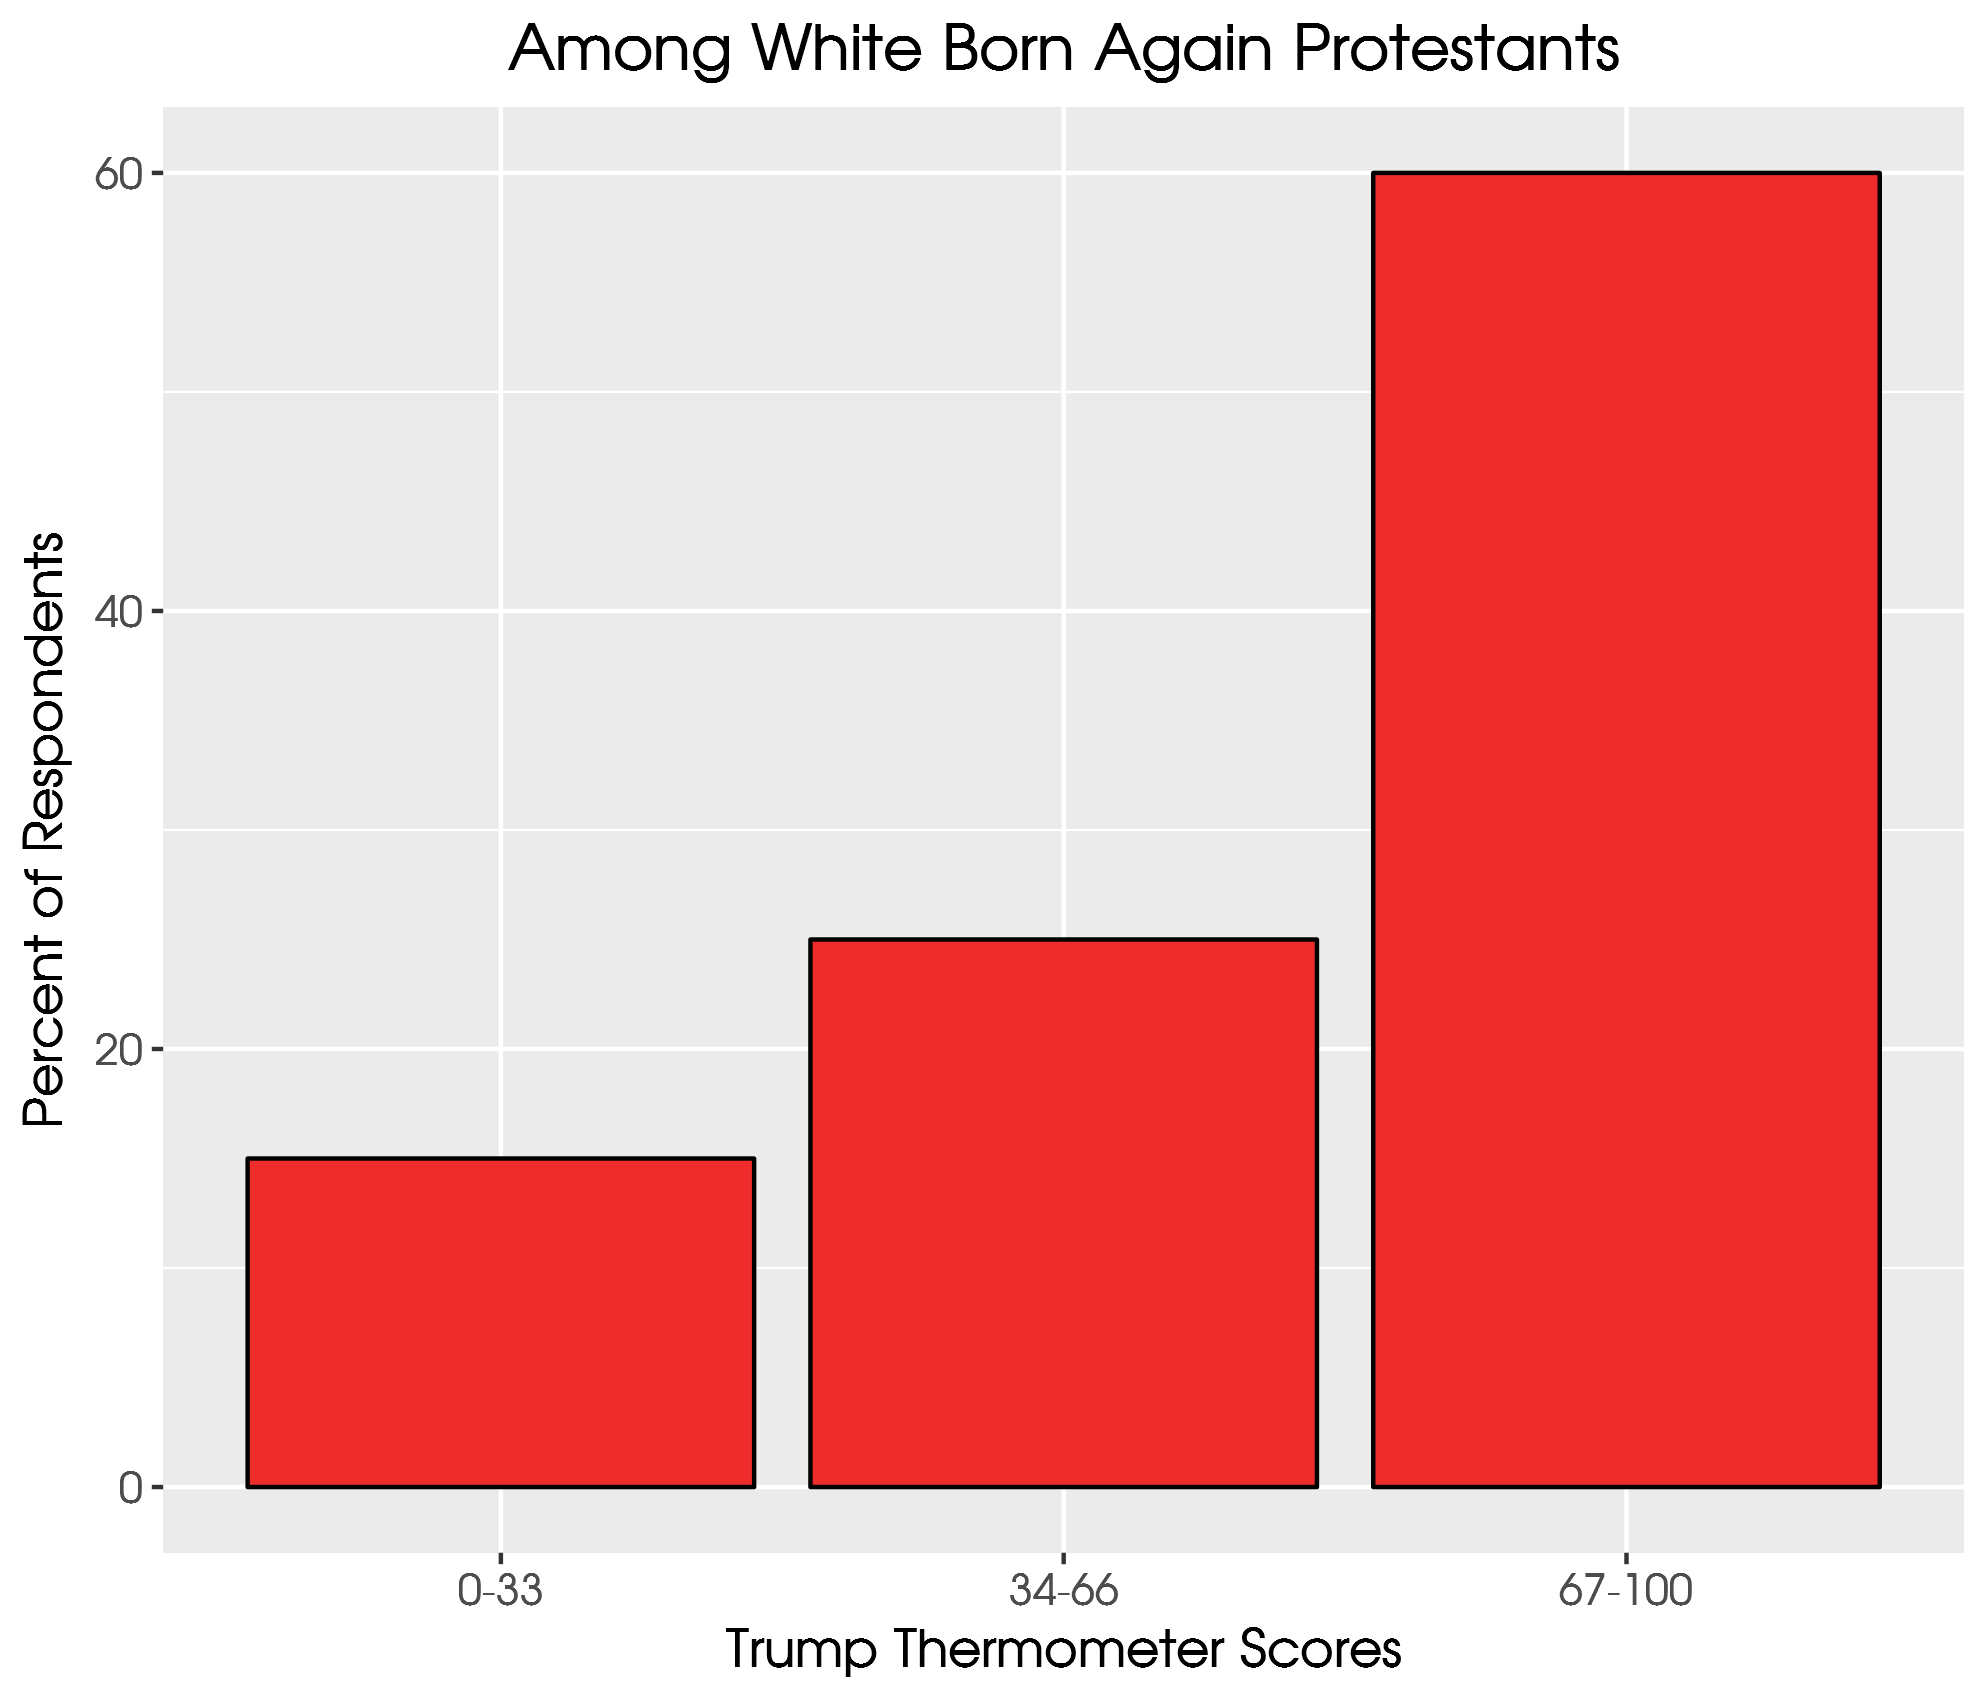 Among White Born Again Protestants
Percent of Respondents
60
40
20
0
0-33
34-66
67-100
Trump Thermometer Scores